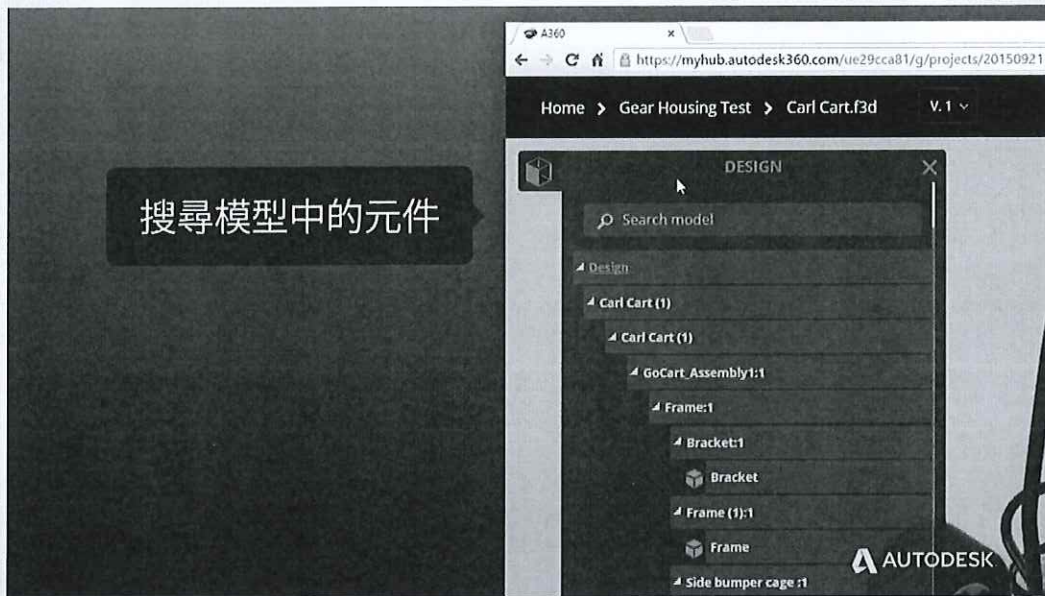 A360
https://myhub.autodesk360.com/ue29cca81/g/projects/20150921
Home > Gear Housing Test > Carl Cart.f3d V. 1
DESIGN
搜尋模型中的元件
Search model
Design
Carl Cart (1)
Carl Cart (1)
GoCart_Assembly1:1
Frame:1
Bracket:1
Bracket
Frame (1):1
Frame
AUTODESK
Side bumper cage :1